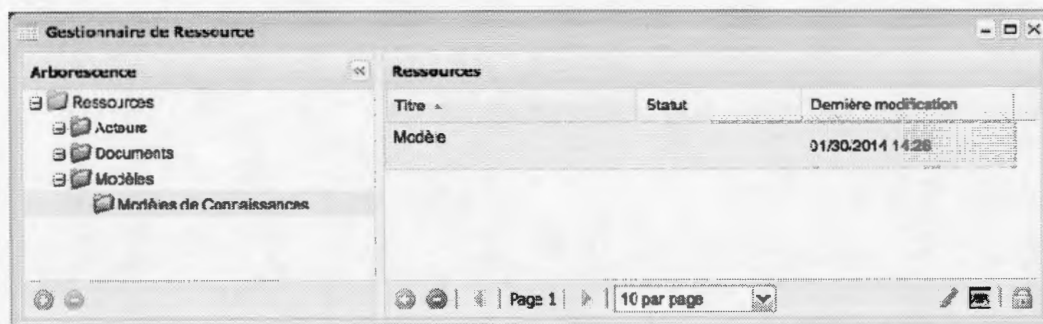 Gestionnaire de Ressource
Arborescence
Ressources
Acteurs
Documents
Modèles
Modèles de Connaissances
Ressources
Titre Statut Dernière modification
Modèle 01/30/2014 14:28
Page 1 10 par page